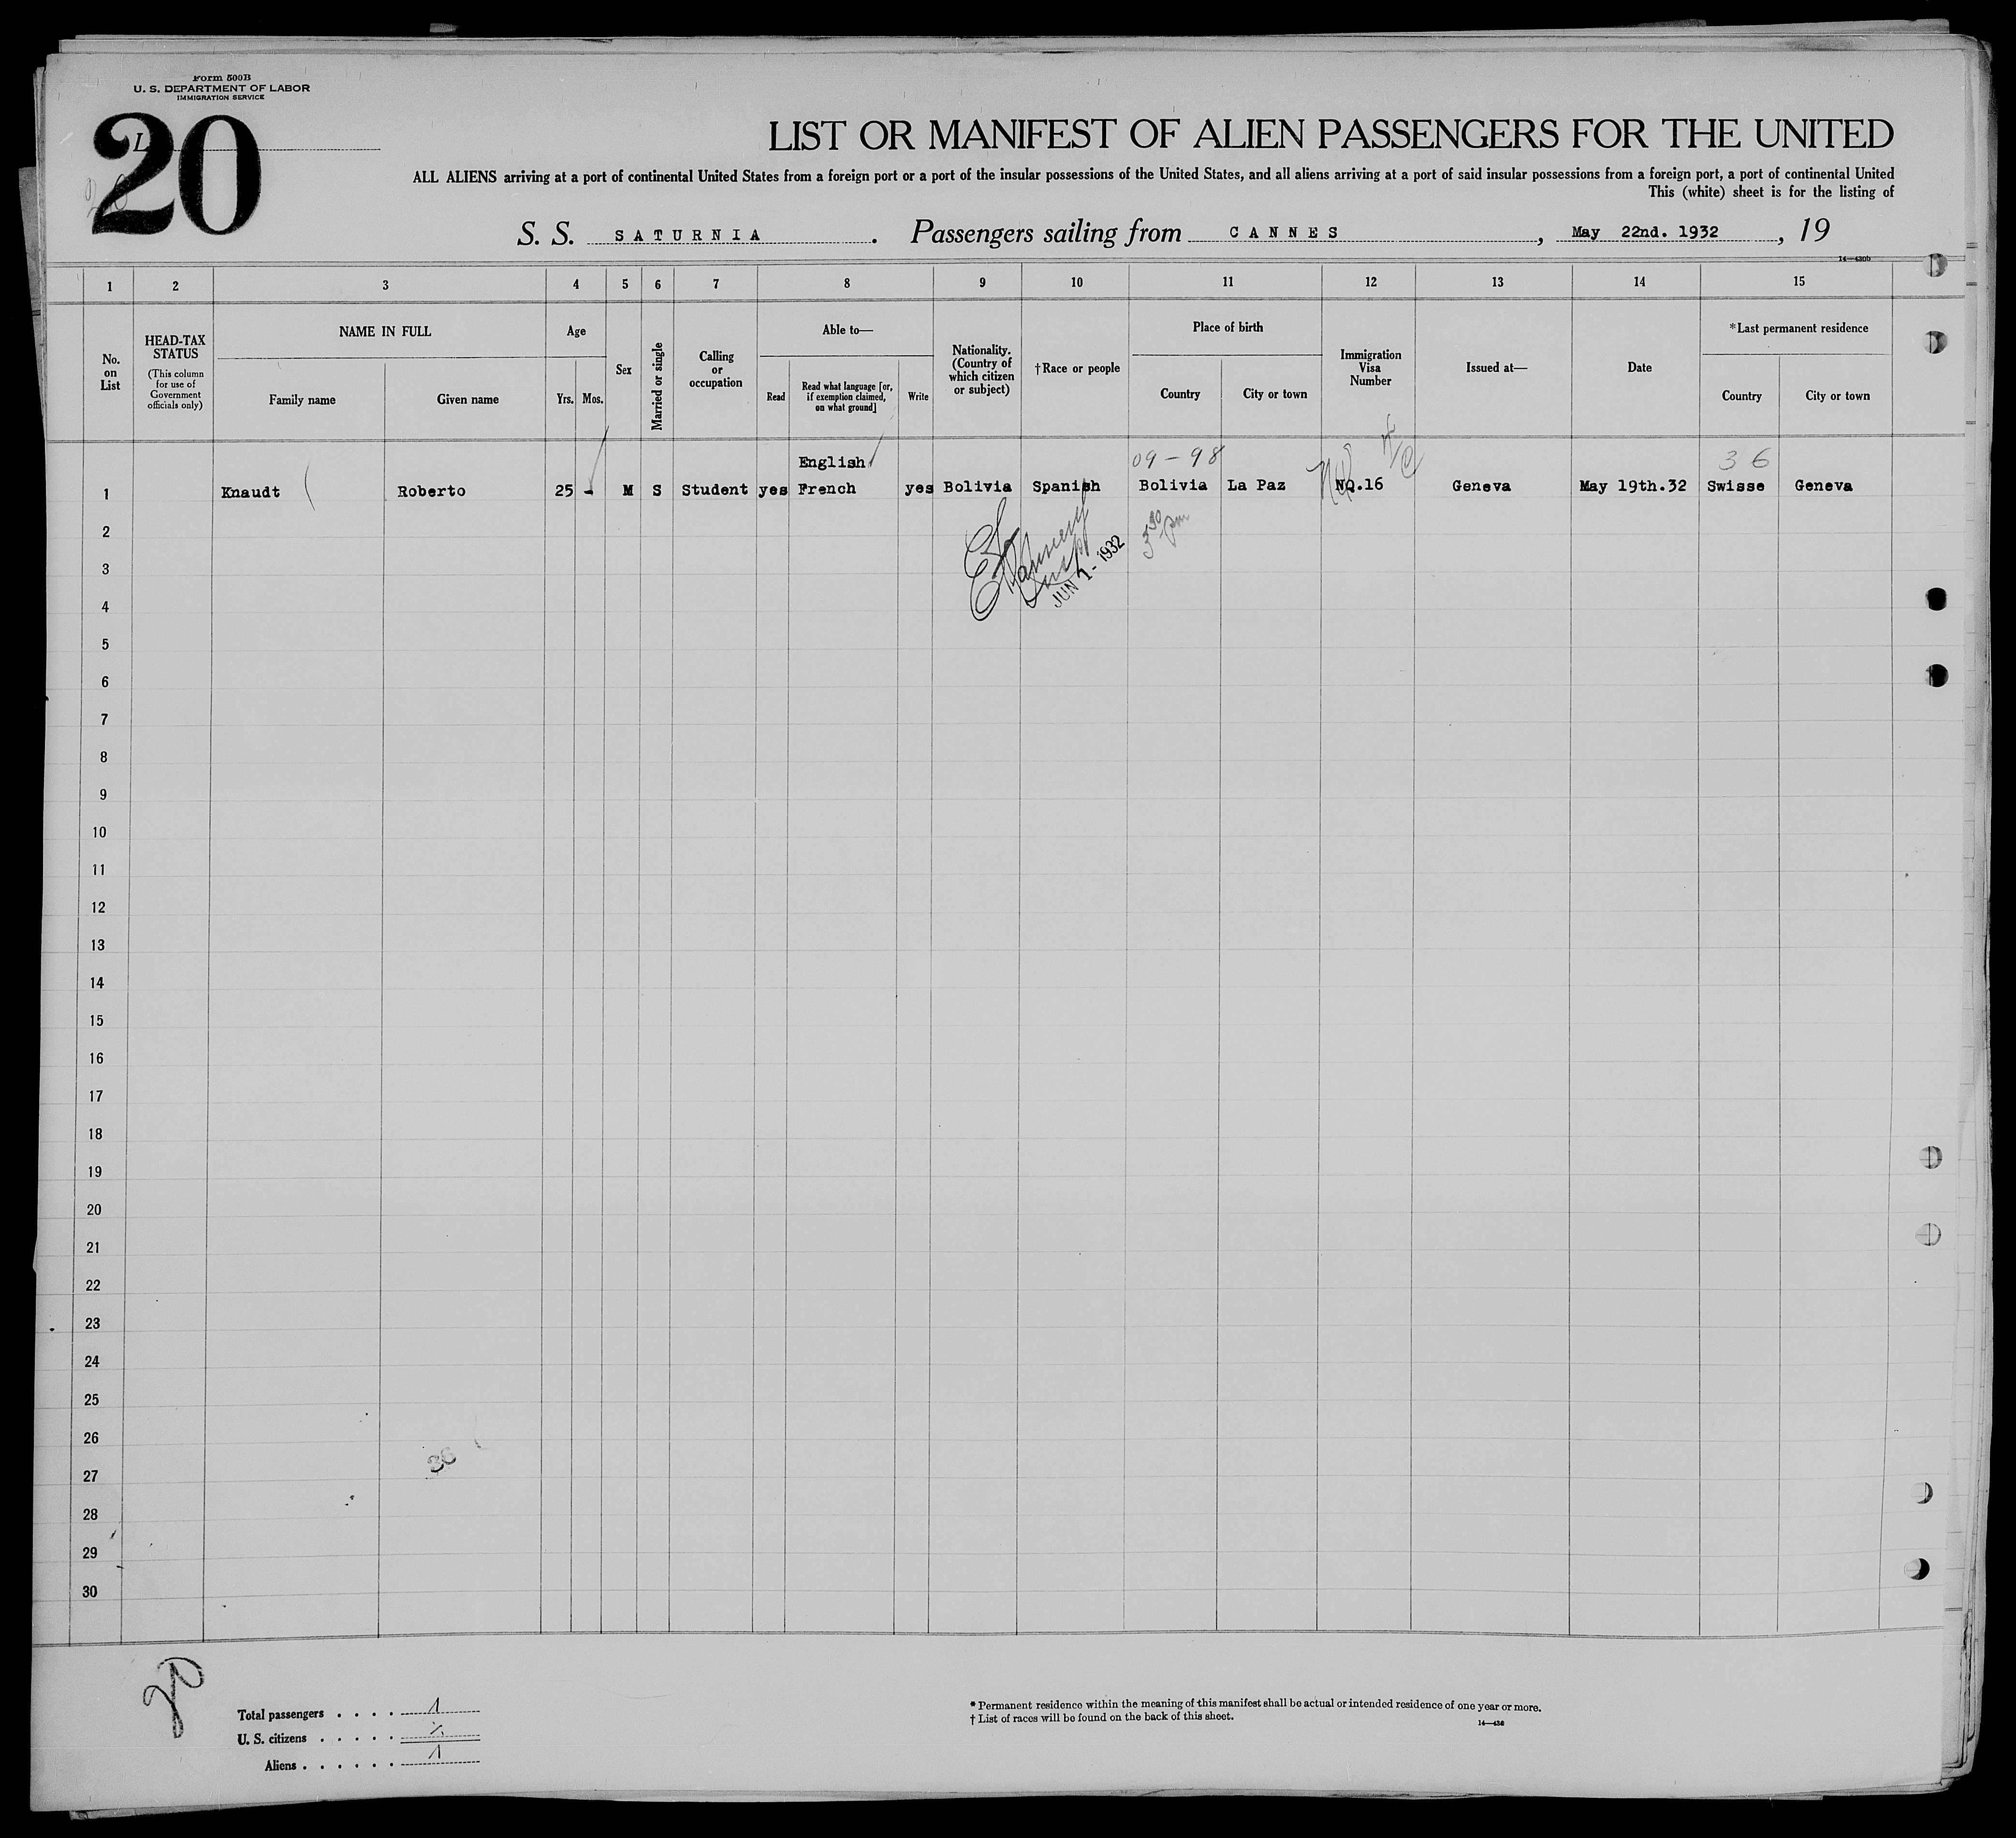 Form 500B
U. S. DEPARTMENT OF LABOR
IMMIGRATION SERVICE
20
LIST OR MANIFEST OF ALIEN PASSENGERS FOR THE UNITED
ALL ALIENS arriving at a port of continental United States from a foreign port or a port of the insular possessions of the United States, and all aliens arriving at a port of said insular possessions from a foreign port, a port of continental United
This (white) sheet is for the listing of
S. S. SATURNIA . Passengers sailing from CANNES , May 22nd. 1932 , 19
14—430b
1 2 3 4 5 6 7 8 9 10 11 12 13 14 15
No. on List
HEAD-TAX STATUS
(This column for use of Government officials only)
NAME IN FULL
Family name
Given name
Age
Yrs. Mos.
Sex
Married or single
Calling or occupation
Able to—
Read
Read what language [or, if exemption claimed, on what ground]
Write
Nationality. (Country of which citizen or subject)
†Race or people
Place of birth
Country
City or town
Immigration Visa Number
Issued at—
Date
*Last permanent residence
Country
City or town
English 09-98 36
1 Knaudt Roberto 25 - M S Student yes French yes Bolivia Spanish Bolivia La Paz NQ.16 Geneva May 19th.32 Swisse Geneva
2
3
JUN 1 - 1932
530 pm
4
5
6
7
8
9
10
11
12
13
14
15
16
17
18
19
20
21
22
23
24
25
26
36
27
28
29
30
20
Total passengers . . . . 1
U. S. citizens . . . . .
Aliens . . . . . . 1
* Permanent residence within the meaning of this manifest shall be actual or intended residence of one year or more.
† List of races will be found on the back of this sheet.
14—430